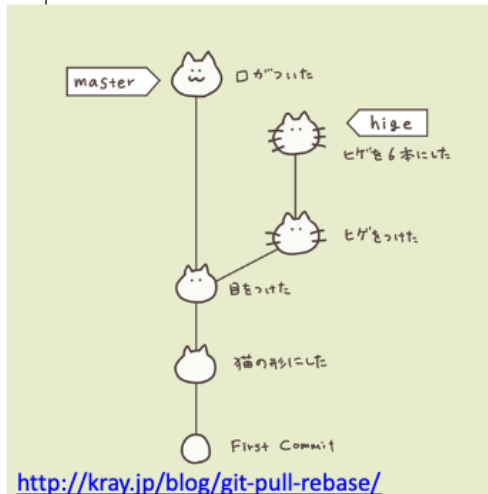 master
口がついた
hige
ヒゲを6本にした
ヒゲをつけた
目をつけた
猫の形にした
First Commit
http://kray.jp/blog/git-pull-rebase/